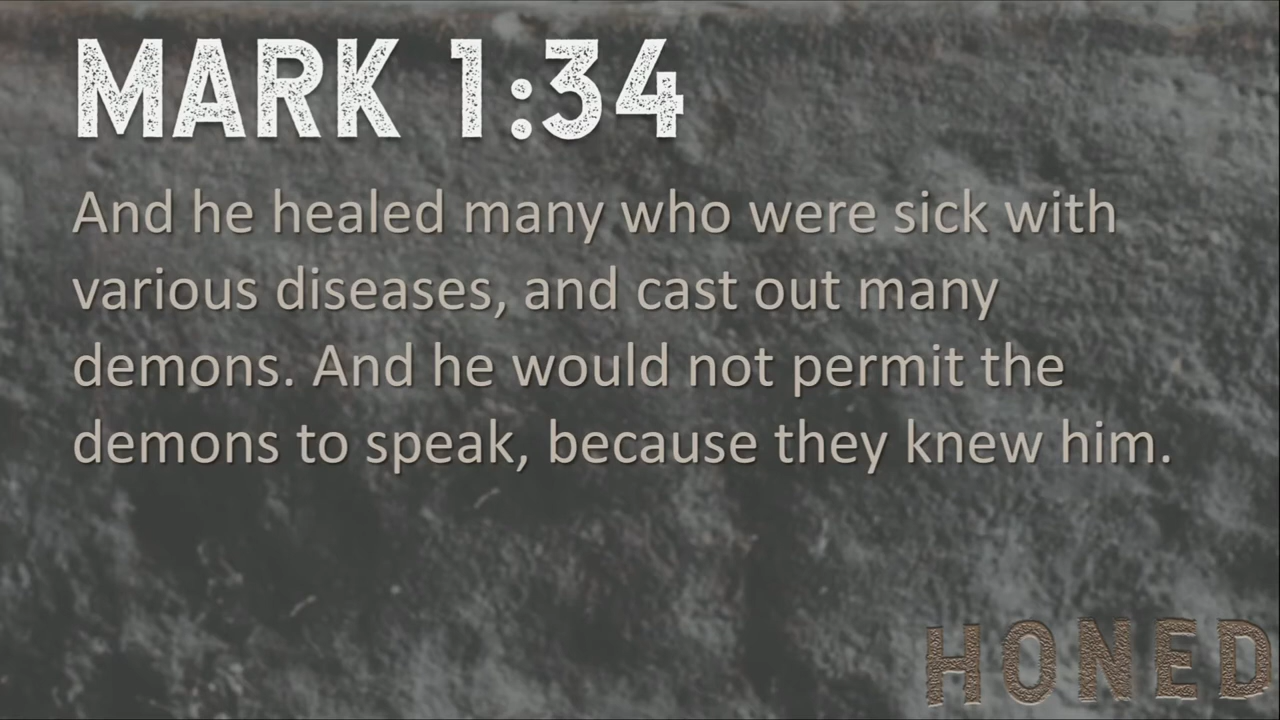 MARK 1:34
And he healed many who were sick with
various diseases, and cast out many
demons. And he would not permit the
demons to speak, because they knew him.
HONED